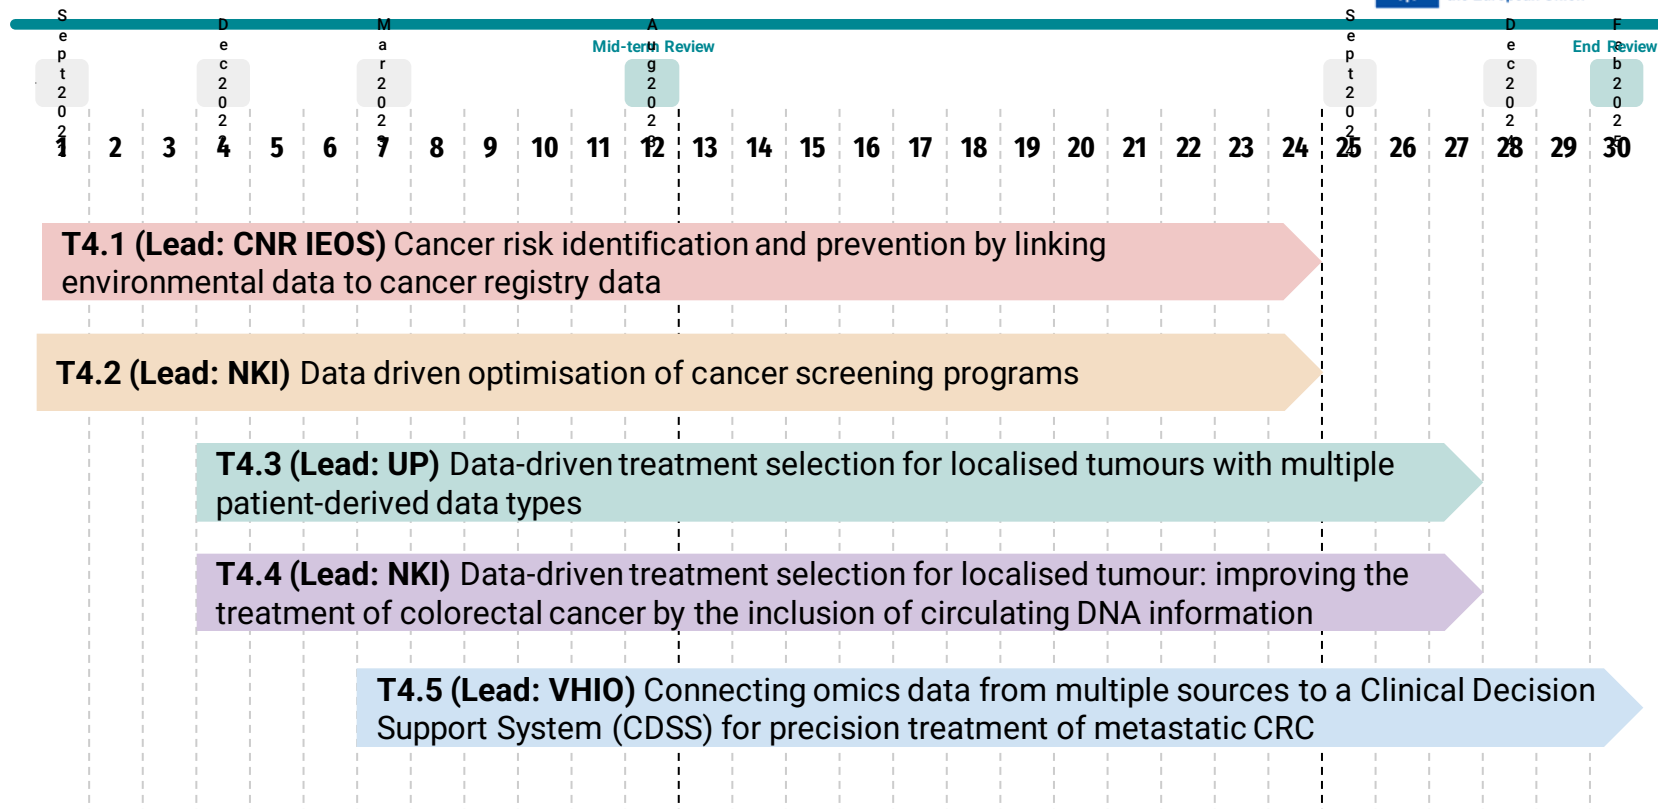 Mid-term Review
End Review
Sept 2022
Dec 2022
Mar 2023
Aug 2023
Sept 2024
Dec 2024
Feb 2025
1 2 3 4 5 6 7 8 9 10 11 12 13 14 15 16 17 18 19 20 21 22 23 24 25 26 27 28 29 30
T4.1 (Lead: CNR IEOS) Cancer risk identification and prevention by linking
environmental data to cancer registry data
T4.2 (Lead: NKI) Data driven optimisation of cancer screening programs
T4.3 (Lead: UP) Data-driven treatment selection for localised tumours with multiple
patient-derived data types
T4.4 (Lead: NKI) Data-driven treatment selection for localised tumour: improving the
treatment of colorectal cancer by the inclusion of circulating DNA information
T4.5 (Lead: VHIO) Connecting omics data from multiple sources to a Clinical Decision
Support System (CDSS) for precision treatment of metastatic CRC